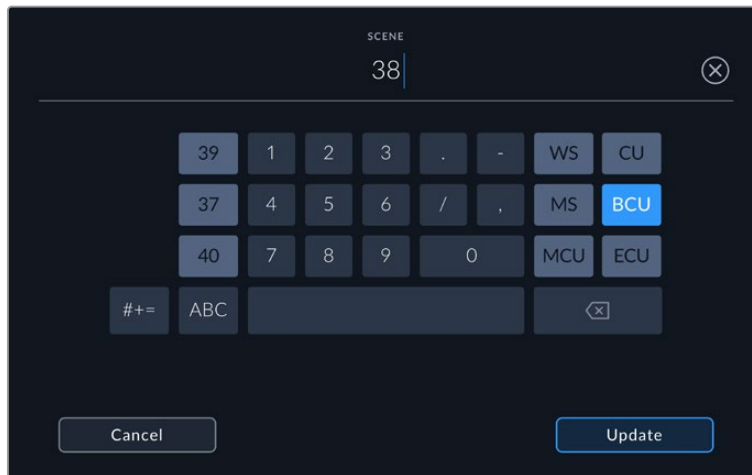 SCENE
38
39 1 2 3 . - WS CU
37 4 5 6 / , MS BCU
40 7 8 9 0 MCU ECU
#+= ABC
Cancel Update